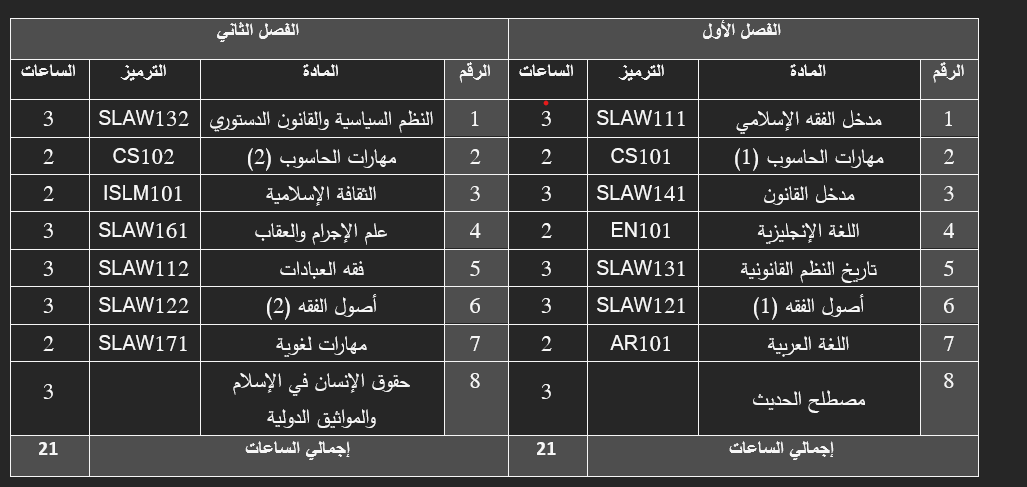 الفصل الأول الفصل الثاني
الرقم المادة الترميز الساعات الرقم المادة الترميز الساعات
1 مدخل الفقه الإسلامي SLAW111 3 1 النظم السياسية والقانون الدستوري SLAW132 3
2 مهارات الحاسوب (1) CS101 2 2 مهارات الحاسوب (2) CS102 2
3 مدخل القانون SLAW141 3 3 الثقافة الإسلامية ISLM101 2
4 اللغة الإنجليزية EN101 2 4 علم الإجرام والعقاب SLAW161 3
5 تاريخ النظم القانونية SLAW131 3 5 فقه العبادات SLAW112 3
6 أصول الفقه (1) SLAW121 3 6 أصول الفقه (2) SLAW122 3
7 اللغة العربية AR101 2 7 مهارات لغوية SLAW171 2
8 مصطلح الحديث 3 8 حقوق الإنسان في الإسلام
والمواثيق الدولية 3
إجمالي الساعات 21 إجمالي الساعات 21